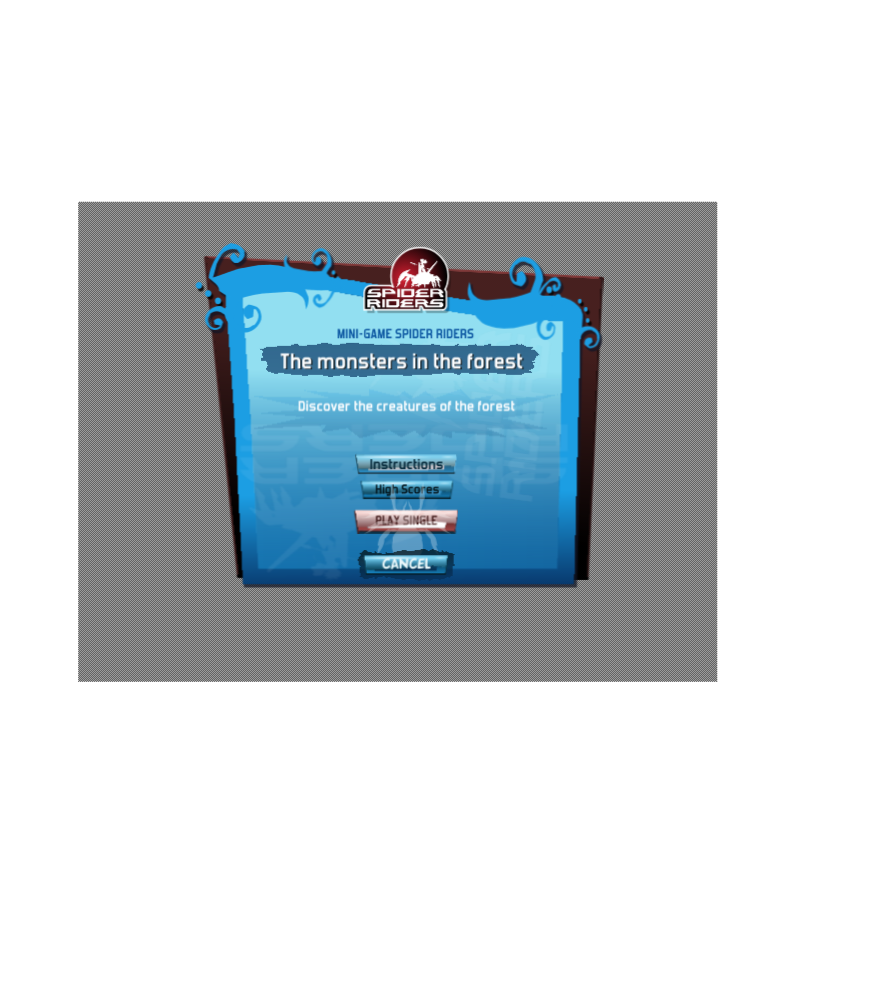 SPIDER
RIDERS
MINI-GAME SPIDER RIDERS
The monsters in the forest
Discover the creatures of the forest
Instructions
High Scores
PLAY SINGLE
CANCEL